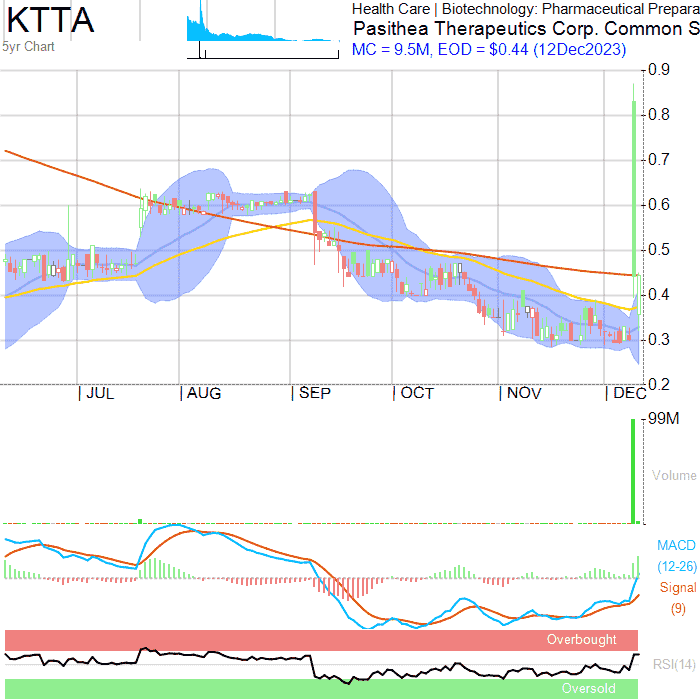 KTTA
5yr Chart
Health Care | Biotechnology: Pharmaceutical Prepara
Pasithea Therapeutics Corp. Common S
MC = 9.5M, EOD = $0.44 (12Dec2023)
0.9
0.8
0.7
0.6
0.5
0.4
0.3
0.2
| JUL | AUG | SEP | OCT | NOV | DEC
99M
Volume
MACD
(12-26)
Signal
(9)
Overbought
RSI(14)
Oversold